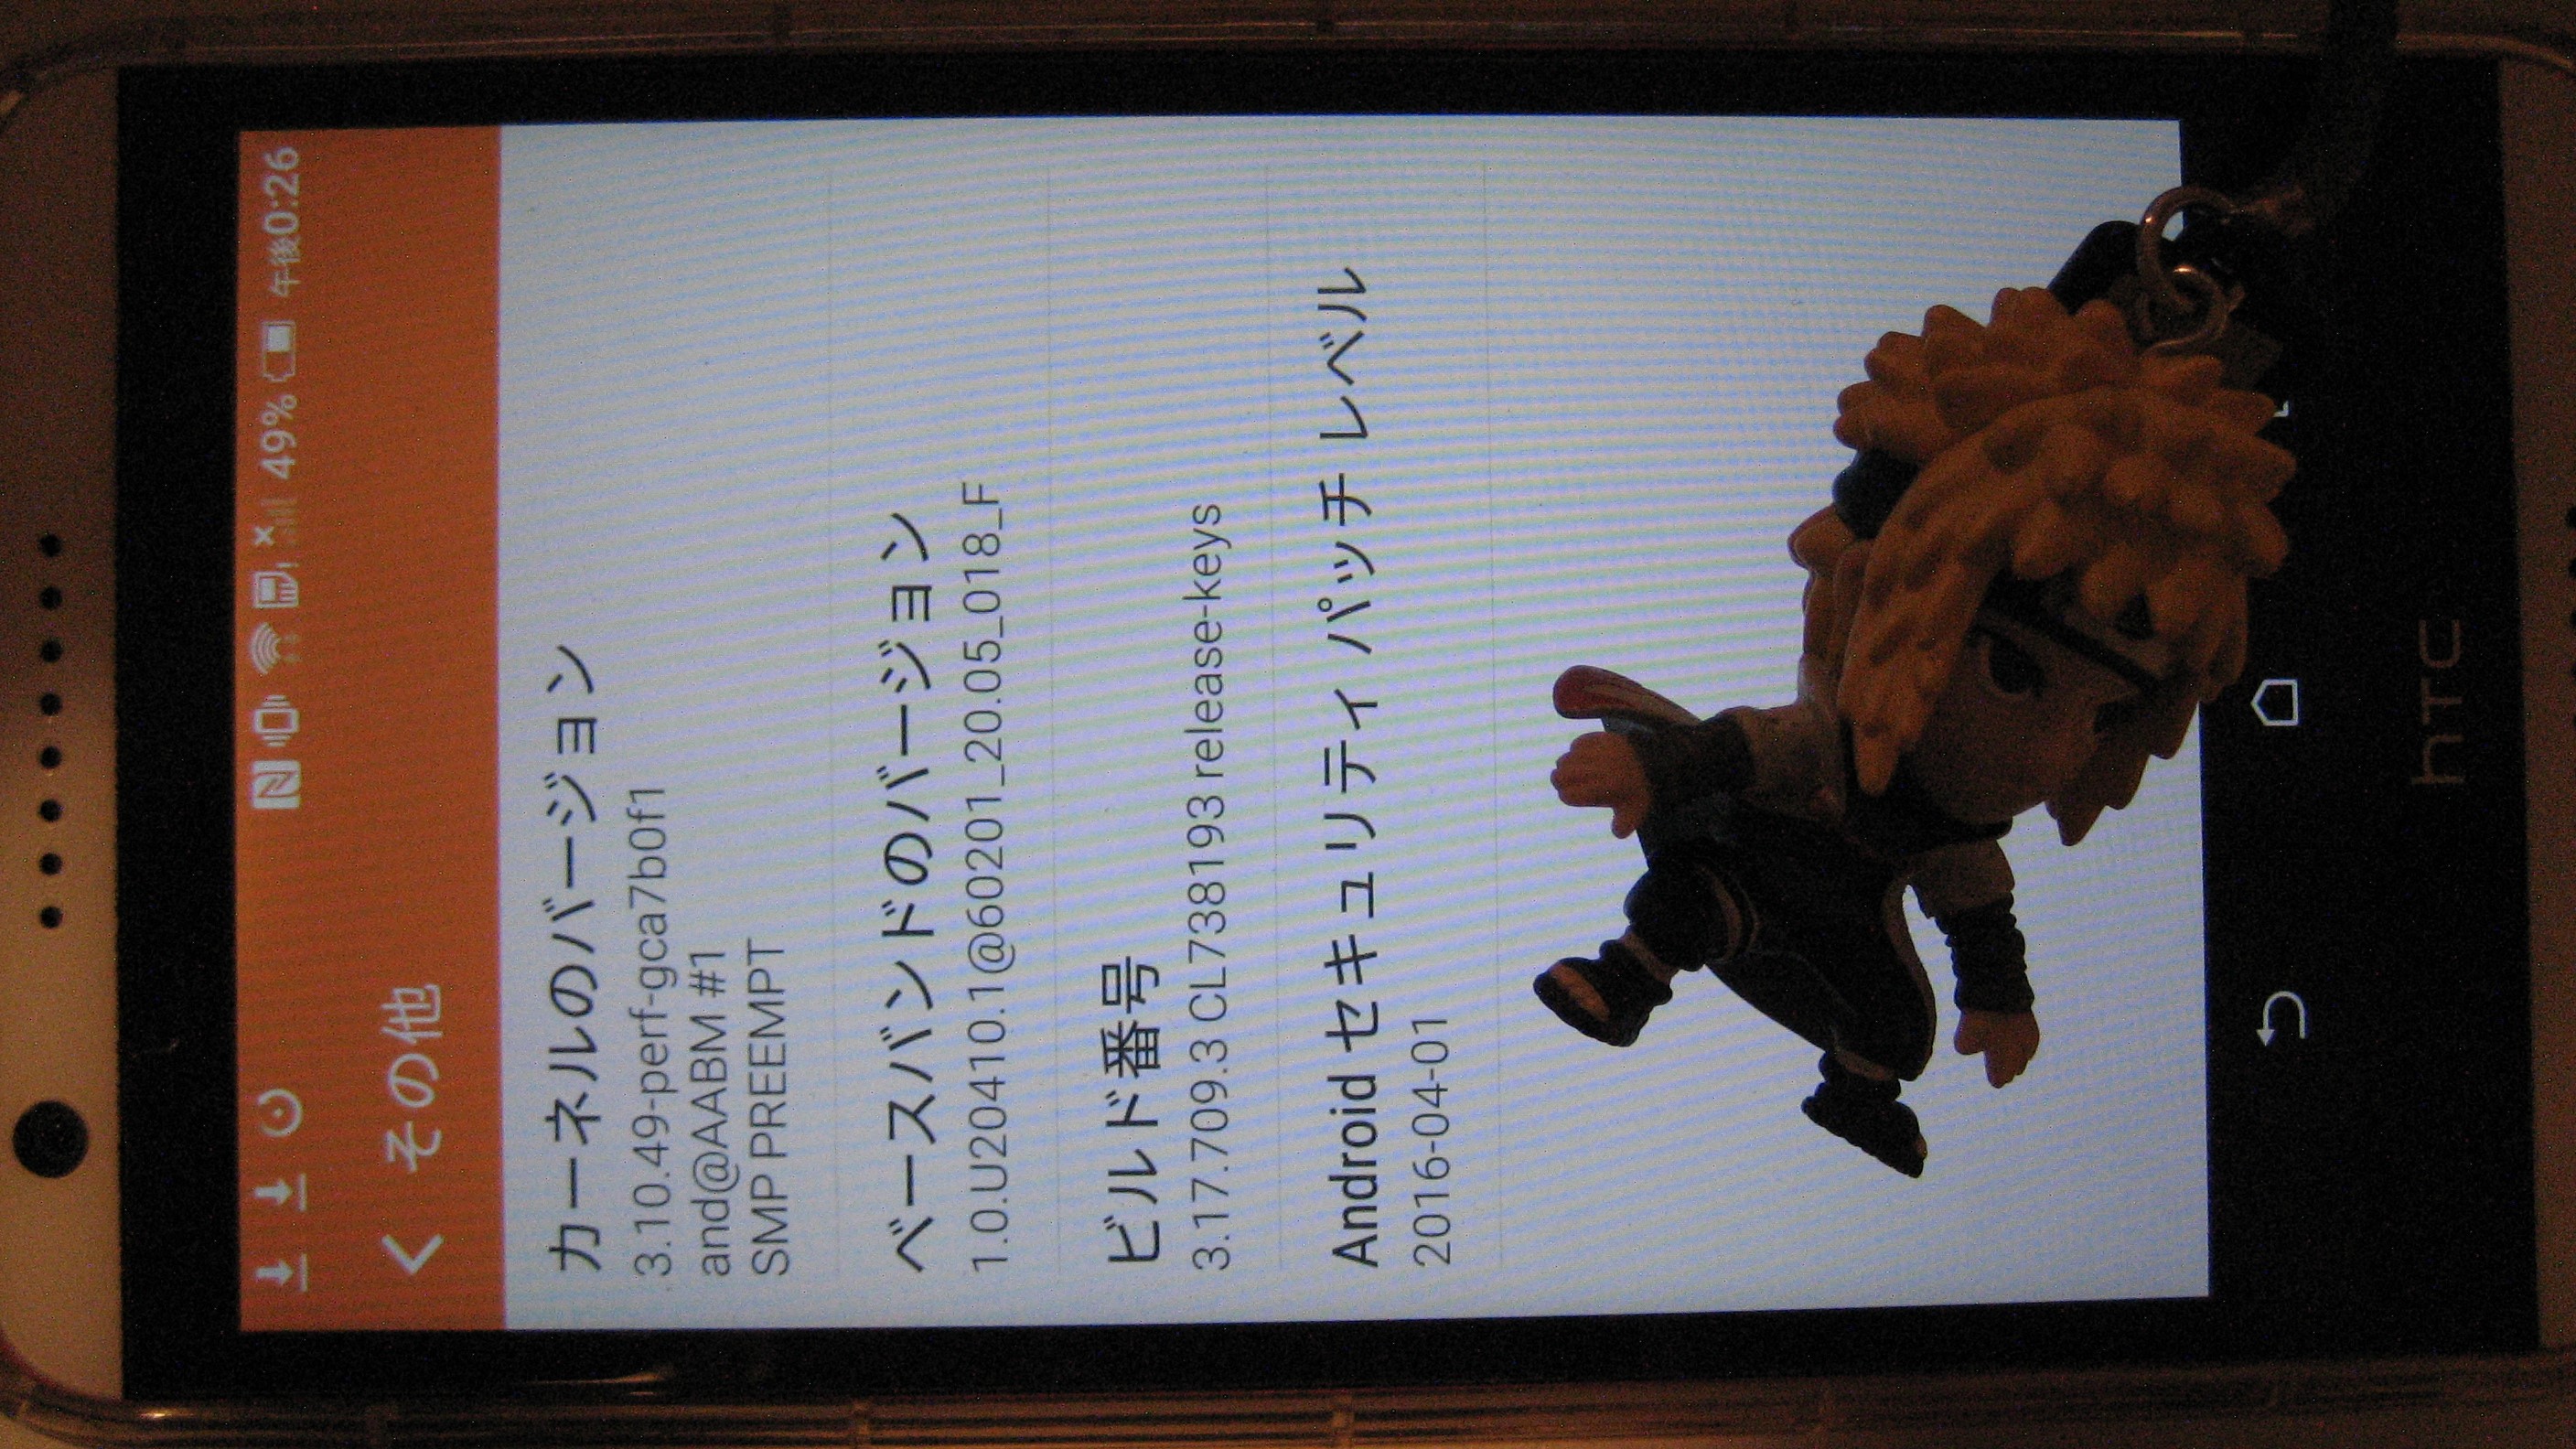 49% 午後0:26
その他
カーネルのバージョン
3.10.49-perf-gca7b0f1
and@AABM #1
SMP PREEMPT
ベースバンドのバージョン
1.0.U20410.1@60201_20.05_018_F
ビルド番号
3.17.709.3 CL738193 release-keys
Android セキュリティ パッチ レベル
2016-04-01
hTC